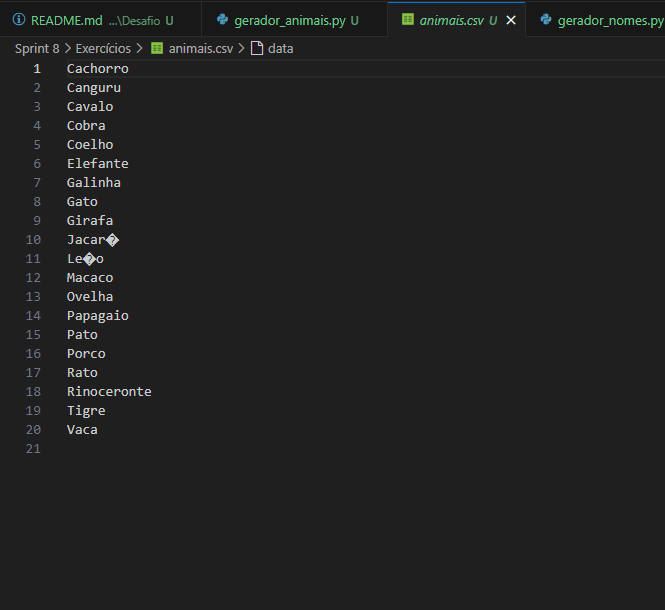 README.md ...\Desafio U gerador_animais.py U animais.csv U × gerador_nomes.py
Sprint 8 > Exercícios > animais.csv > data
1 Cachorro
2 Canguru
3 Cavalo
4 Cobra
5 Coelho
6 Elefante
7 Galinha
8 Gato
9 Girafa
10 Jacar�
11 Le�o
12 Macaco
13 Ovelha
14 Papagaio
15 Pato
16 Porco
17 Rato
18 Rinoceronte
19 Tigre
20 Vaca
21